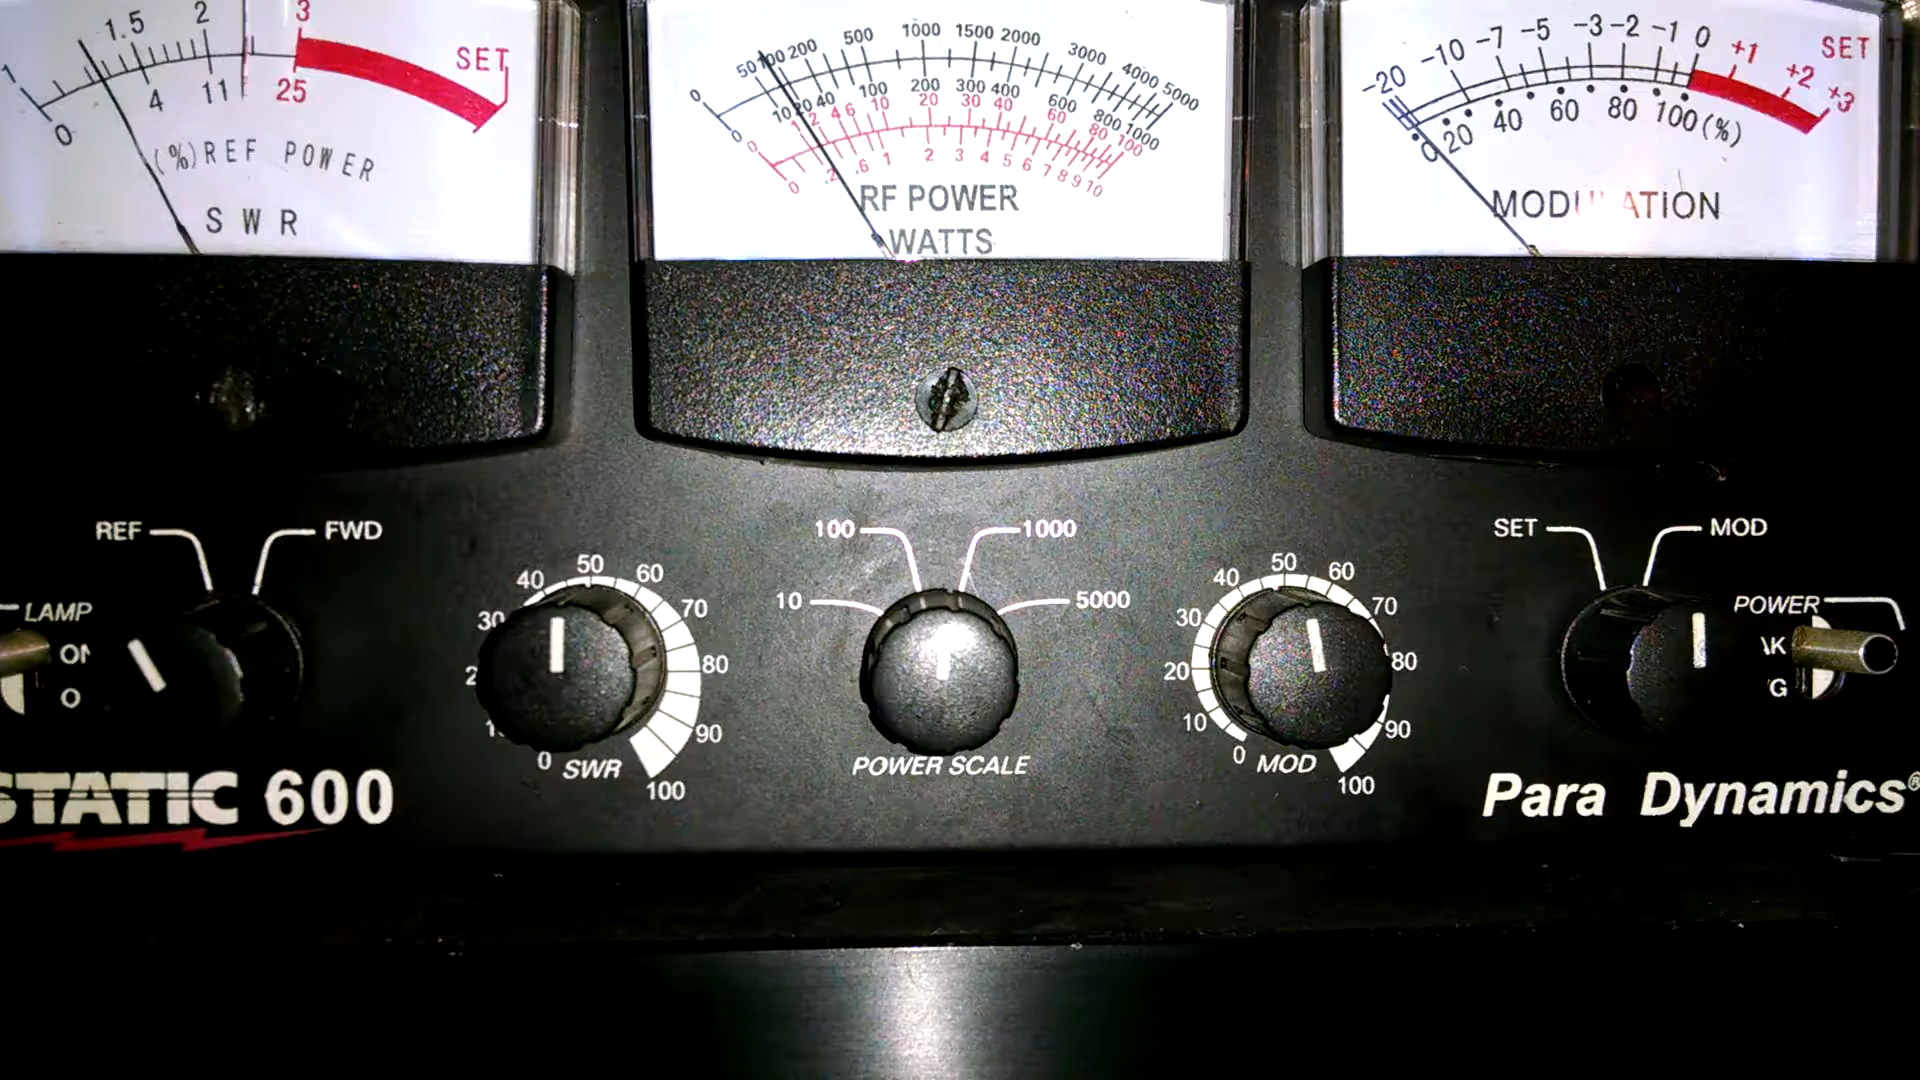 1 1.5 2 3 SET
0 4 11 25
(%)REF POWER
SWR
0 50 100 200 500 1000 1500 2000 3000 4000 5000
0 10 20 40 100 200 300 400 600 800 1000
0 1 2 4 6 10 20 30 40 60 80 100
0 .2 .6 1 2 3 4 5 6 7 8 9 10
RF POWER
WATTS
-20 -10 -7 -5 -3 -2 -1 0 +1 +2 +3 SET
0 20 40 60 80 100(%)
MODULATION
REF FWD
LAMP
ON
30 40 50 60 70 80 90 100
0 SWR
100 1000
10 5000
POWER SCALE
0 10 20 30 40 50 60 70 80 90 100
MOD
SET MOD
POWER
STATIC 600
Para Dynamics®